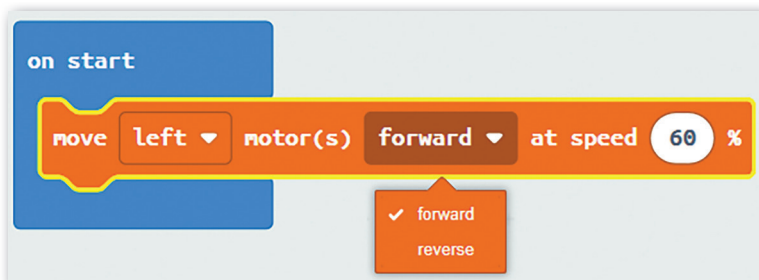 on start
move left motor(s) forward at speed 60 %
forward
reverse